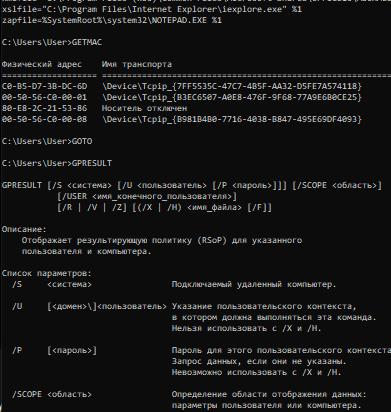 xslfile="C:\Program Files\Internet Explorer\iexplore.exe" %1
zapfile=%SystemRoot%\system32\NOTEPAD.EXE %1
C:\Users\User>GETMAC
Физический адрес    Имя транспорта
=================== ==================================================
C0-B5-D7-3B-DC-6D   \Device\Tcpip_{7FF5535C-47C7-4B5F-AA32-D5FE7A574118}
00-50-56-C0-00-01   \Device\Tcpip_{B3EC6507-A0E8-476F-9F68-77A9E6B0CE25}
80-E8-2C-21-53-B6   Носитель отключен
00-50-56-C0-00-08   \Device\Tcpip_{B981B4B0-7716-4038-B847-495E69DF4093}
C:\Users\User>GOTO
C:\Users\User>GPRESULT
GPRESULT [/S <система> [/U <пользователь> [/P <пароль>]]] [/SCOPE <область>]
[/USER <имя_конечного_пользователя>]
[/R | /V | /Z] [(/X | /H) <имя_файла> [/F]]
Описание:
Отображает результирующую политику (RSoP) для указанного
пользователя и компьютера.
Список параметров:
/S     <система>              Подключаемый удаленный компьютер.
/U     [<домен>\]<пользователь> Указание пользовательского контекста,
в котором должна выполняться эта команда.
Нельзя использовать с /X и /H.
/P     [<пароль>]             Пароль для этого пользовательского контекста
Запрос данных, если они не указаны.
Невозможно использовать с /X и /H.
/SCOPE <область>              Определение области отображения данных:
параметры пользователя или компьютера.